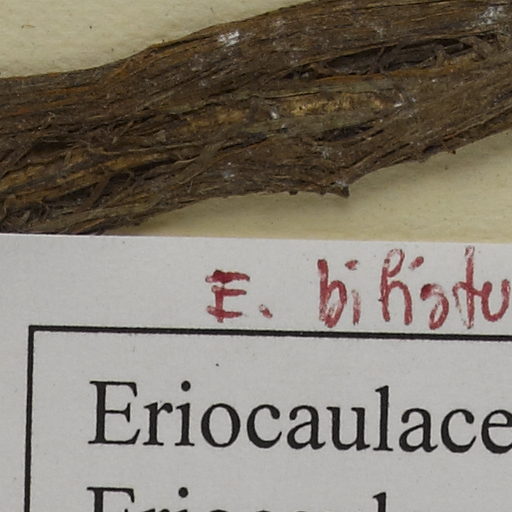 E. bifistu
Eriocaulace